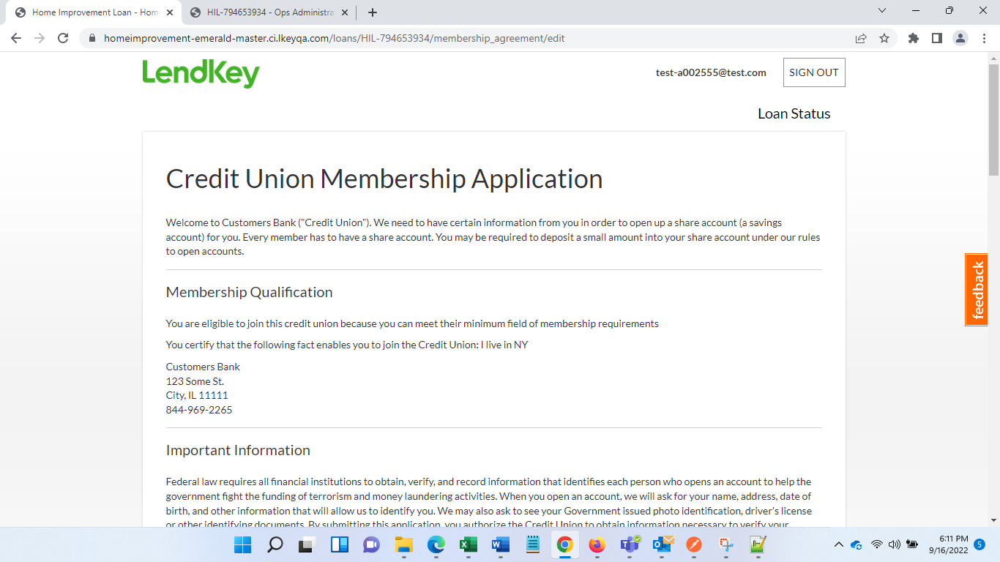 Home Improvement Loan - Hom
HIL-794653934 - Ops Administra
homeimprovement-emerald-master.ci.lkeyqa.com/loans/HIL-794653934/membership_agreement/edit
LendKey
test-a002555@test.com
SIGN OUT
Loan Status
Credit Union Membership Application
Welcome to Customers Bank ("Credit Union"). We need to have certain information from you in order to open up a share account (a savings
account) for you. Every member has to have a share account. You may be required to deposit a small amount into your share account under our rules
to open accounts.
feedback
Membership Qualification
You are eligible to join this credit union because you can meet their minimum field of membership requirements
You certify that the following fact enables you to join the Credit Union: I live in NY
Customers Bank
123 Some St.
City, IL 11111
844-969-2265
Important Information
Federal law requires all financial institutions to obtain, verify, and record information that identifies each person who opens an account to help the
government fight the funding of terrorism and money laundering activities. When you open an account, we will ask for your name, address, date of
birth, and other information that will allow us to identify you. We may also ask to see your Government issued photo identification, driver's license
or other identifying documents. By submitting this application, you authorize the Credit Union to obtain information necessary to verify your
6:11 PM
9/16/2022
5